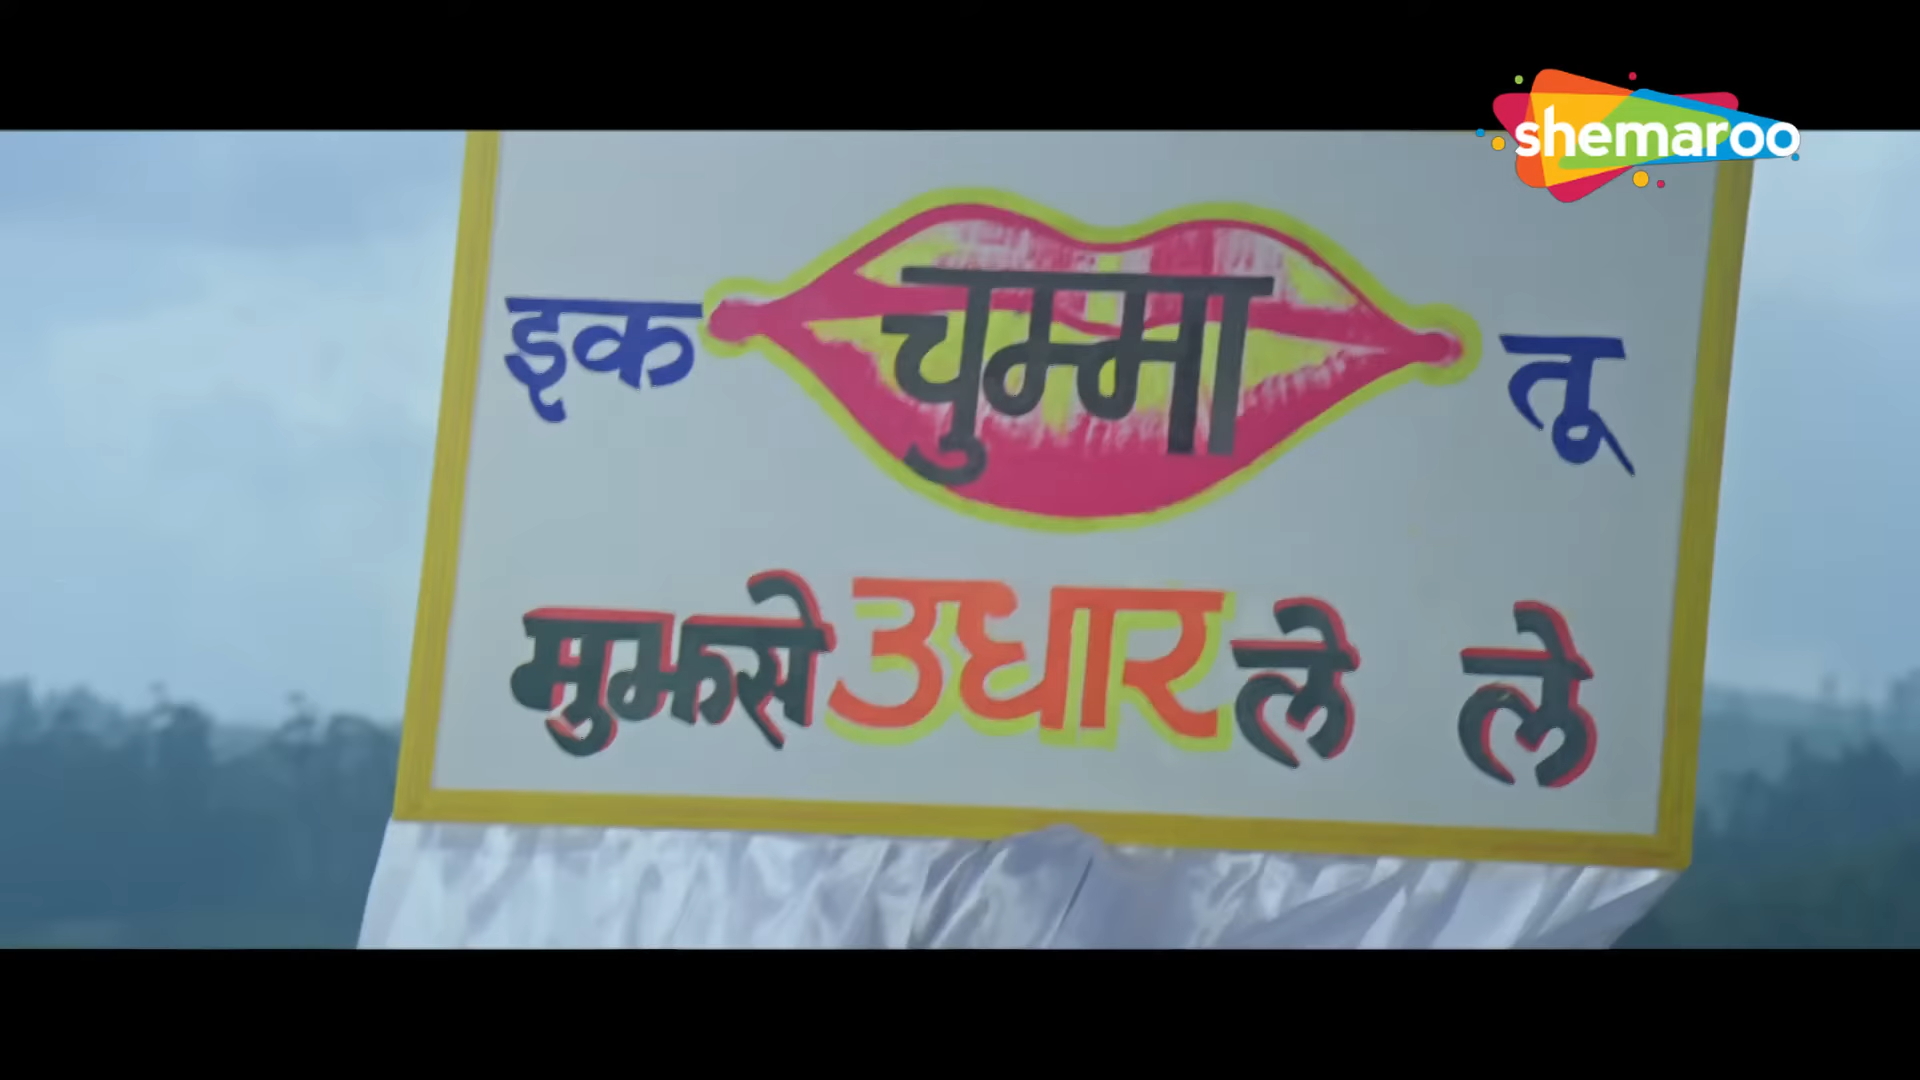 shemaroo
इक चुम्मा तू
मुझसे उधार ले ले